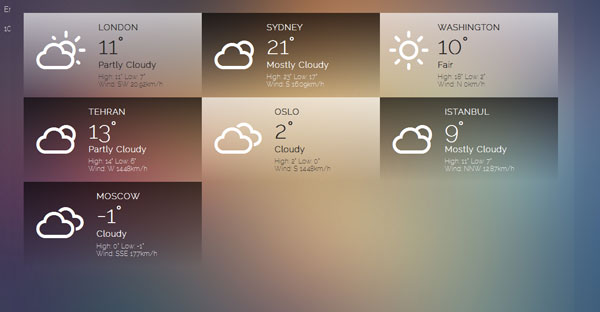 Er
10
LONDON
11°
Partly Cloudy
High: 11° Low: 7°
Wind: SW 20.92km/h
SYDNEY
21°
Mostly Cloudy
High: 23° Low: 17°
Wind: S 16.09km/h
WASHINGTON
10°
Fair
High: 18° Low: 2°
Wind: N 0km/h
TEHRAN
13°
Partly Cloudy
High: 14° Low: 6°
Wind: W 14.48km/h
OSLO
2°
Cloudy
High: 2° Low: 0°
Wind: S 14.48km/h
ISTANBUL
9°
Mostly Cloudy
High: 11° Low: 7°
Wind: NNW 12.87km/h
MOSCOW
-1°
Cloudy
High: 0° Low: -1°
Wind: SSE 17.7km/h